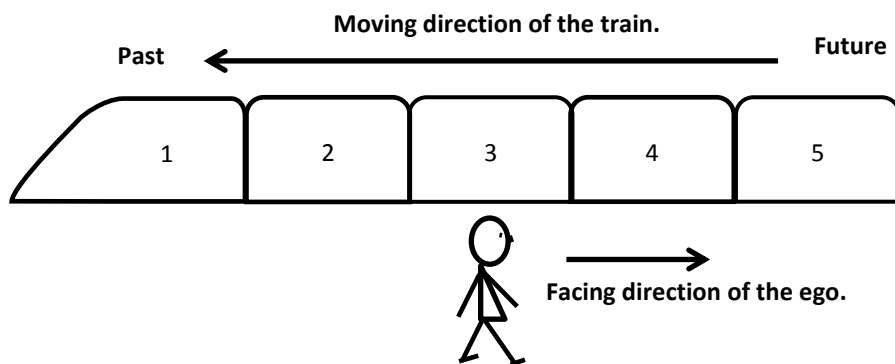 Moving direction of the train.
Past
Future
1 2 3 4 5
Facing direction of the ego.